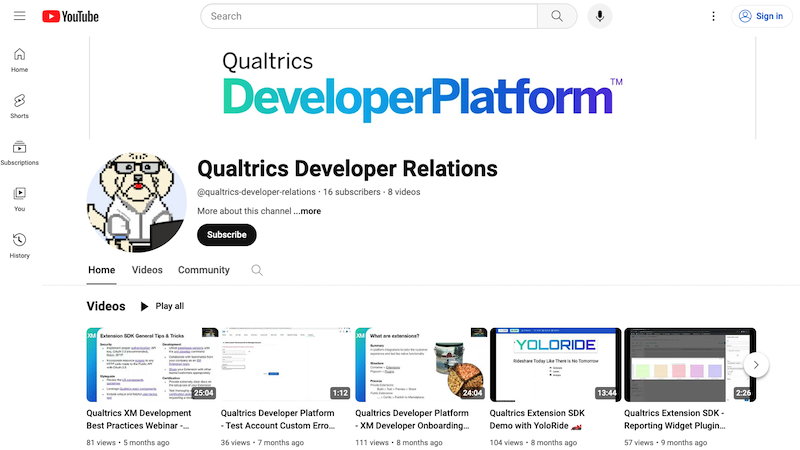 YouTube
Search
Sign in
Home
Shorts
Subscriptions
You
History
Qualtrics
DeveloperPlatform™
Qualtrics Developer Relations
@qualtrics-developer-relations · 16 subscribers · 8 videos
More about this channel ...more
Subscribe
Home Videos Community
Videos Play all
XM Extension SDK General Tips & Tricks
25:04
1:12
XM What are extensions?
24:04
YOLORIDE
Rideshare Today Like There Is No Tomorrow
13:44
2:26
Qualtrics XM Development
Best Practices Webinar -...
81 views • 5 months ago
Qualtrics Developer Platform
- Test Account Custom Erro...
36 views • 7 months ago
Qualtrics Developer Platform
- XM Developer Onboarding...
111 views • 8 months ago
Qualtrics Extension SDK
Demo with YoloRide 🏎️
104 views • 8 months ago
Qualtrics Extension SDK -
Reporting Widget Plugin...
57 views • 9 months ago